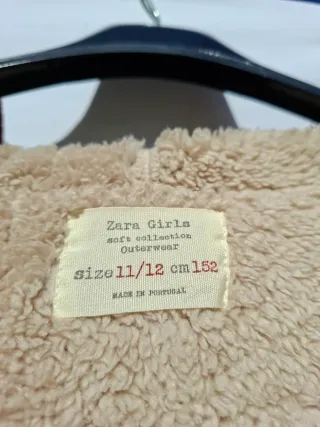 Zara Girls
soft collection
Outerwear
size 11/12 cm 152
MADE IN PORTUGAL